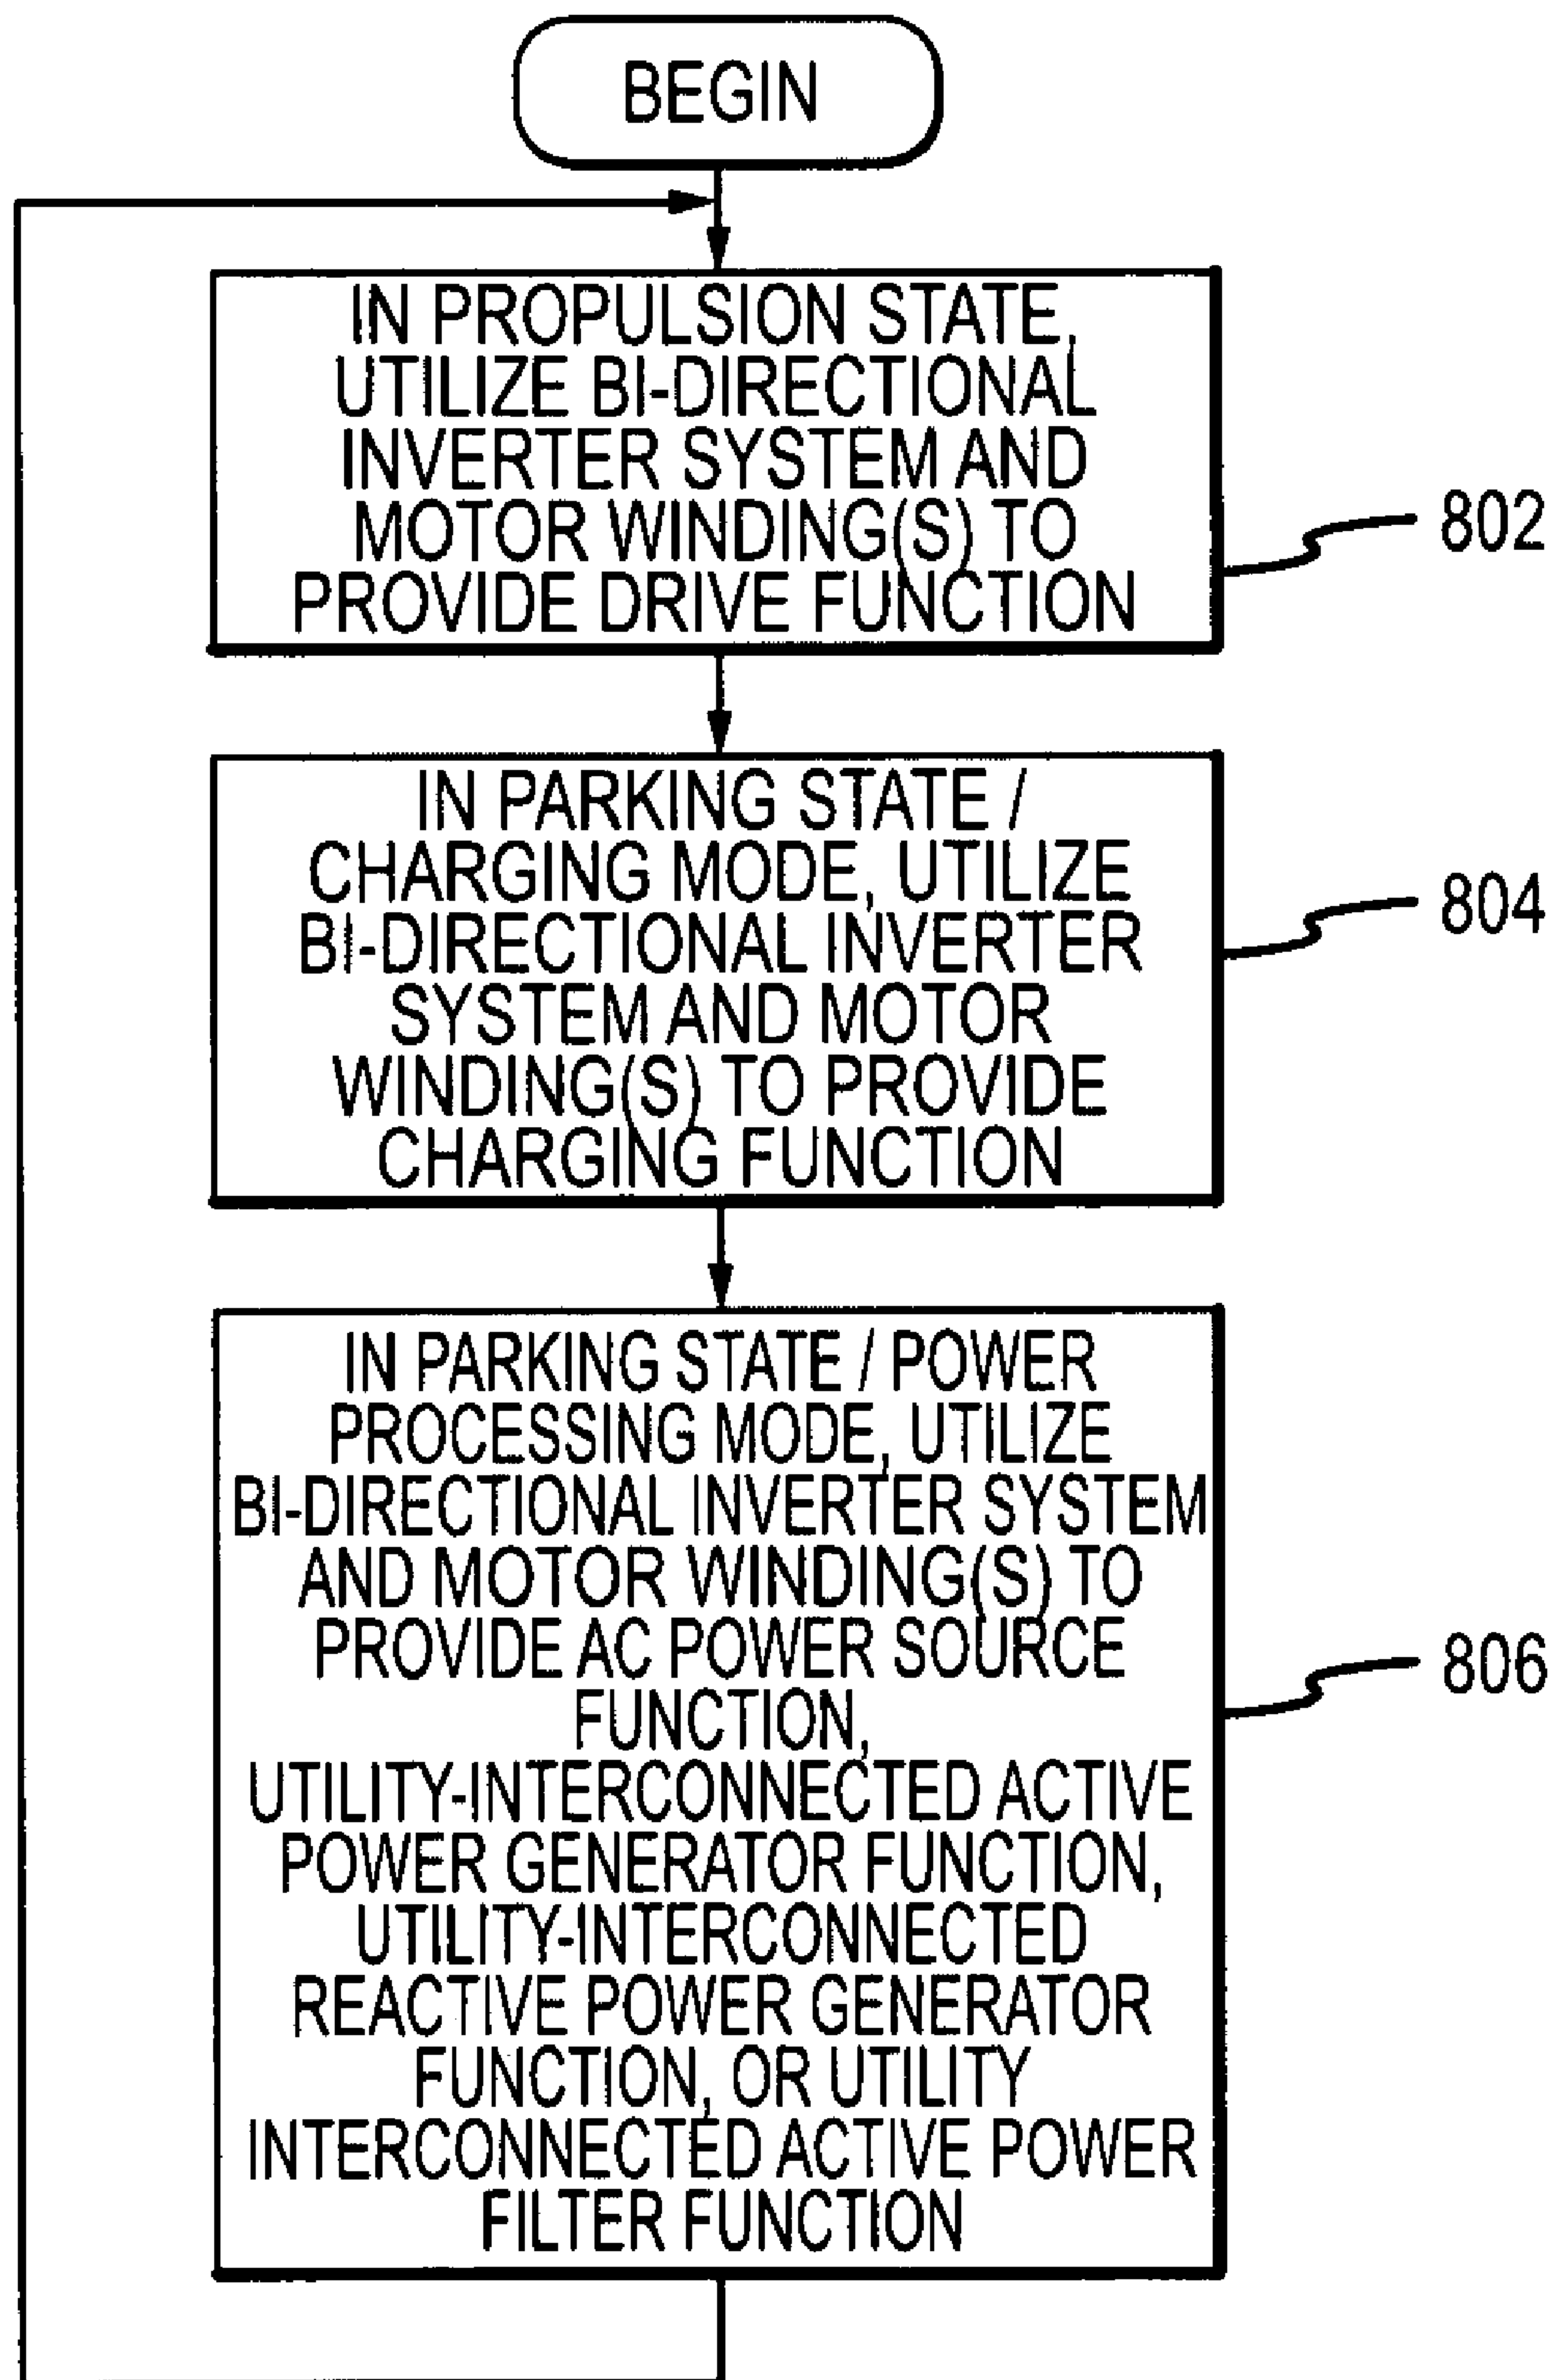 BEGIN
IN PROPULSION STATE,
UTILIZE BI-DIRECTIONAL
INVERTER SYSTEM AND
MOTOR WINDING(S) TO
PROVIDE DRIVE FUNCTION
802
IN PARKING STATE /
CHARGING MODE, UTILIZE
BI-DIRECTIONAL INVERTER
SYSTEM AND MOTOR
WINDING(S) TO PROVIDE
CHARGING FUNCTION
804
IN PARKING STATE / POWER
PROCESSING MODE, UTILIZE
BI-DIRECTIONAL INVERTER SYSTEM
AND MOTOR WINDING(S) TO
PROVIDE AC POWER SOURCE
FUNCTION,
UTILITY-INTERCONNECTED ACTIVE
POWER GENERATOR FUNCTION,
UTILITY-INTERCONNECTED
REACTIVE POWER GENERATOR
FUNCTION, OR UTILITY
INTERCONNECTED ACTIVE POWER
FILTER FUNCTION
806